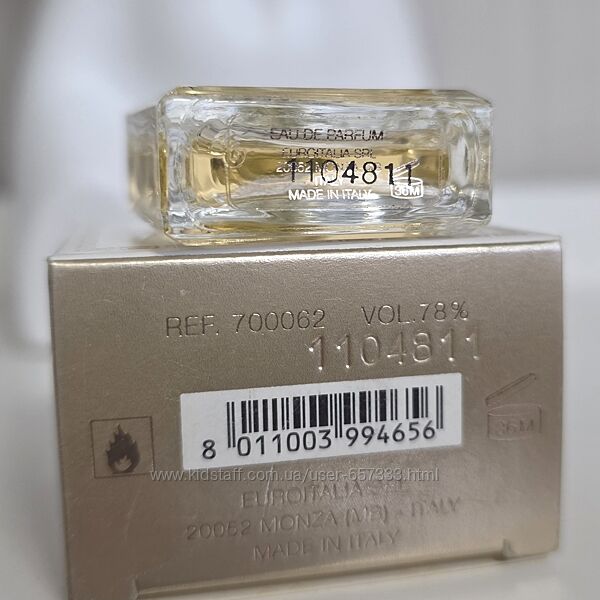 EAU DE PARFUM
EUROITALIA SRL
1104811
MADE IN ITALY
36M
REF. 700062 VOL.78%
1104811
8 011003 994656
36M
www.kidstaff.com.ua/user-657333.html
EUROITALIA SRL
20052 MONZA (MB) - ITALY
MADE IN ITALY